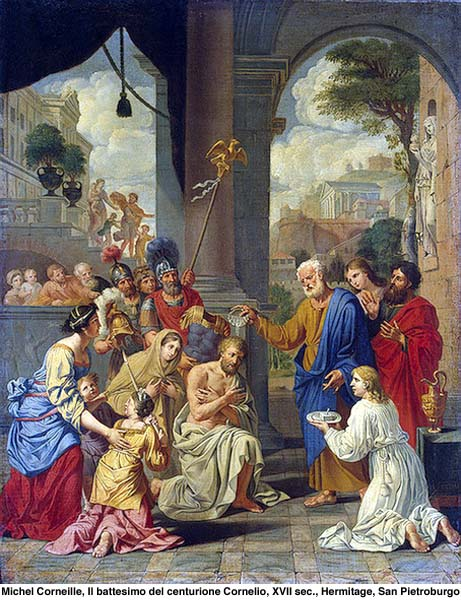 Michel Corneille, Il battesimo del centurione Cornelio, XVII sec., Hermitage, San Pietroburgo